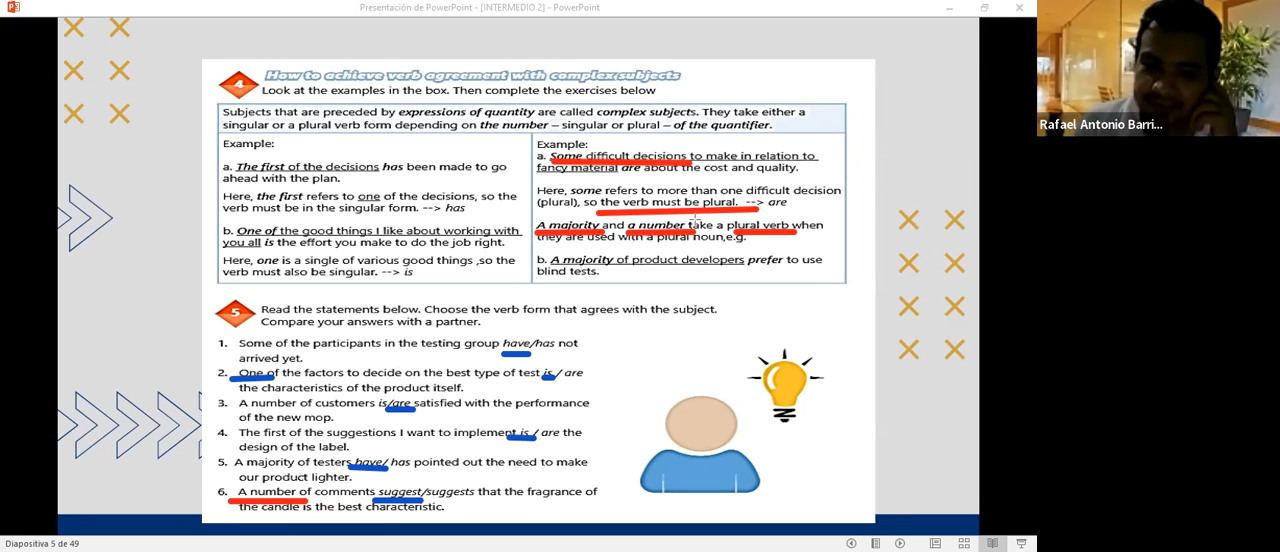 Presentación de PowerPoint - [INTERMEDIO 2] - PowerPoint
4
How to achieve verb agreement with complex subjects
Look at the examples in the box. Then complete the exercises below
Subjects that are preceded by expressions of quantity are called complex subjects. They take either a
singular or a plural verb form depending on the number – singular or plural – of the quantifier.
Example:
a. The first of the decisions has been made to go
ahead with the plan.
Here, the first refers to one of the decisions, so the
verb must be in the singular form. --> has
b. One of the good things I like about working with
you all is the effort you make to do the job right.
Here, one is a single of various good things ,so the
verb must also be singular. --> is
Example:
a. Some difficult decisions to make in relation to
fancy material are about the cost and quality.
Here, some refers to more than one difficult decision
(plural), so the verb must be plural. --> are
A majority and a number take a plural verb when
they are used with a plural noun,e.g.
b. A majority of product developers prefer to use
blind tests.
5
Read the statements below. Choose the verb form that agrees with the subject.
Compare your answers with a partner.
1. Some of the participants in the testing group have/has not
arrived yet.
2. One of the factors to decide on the best type of test is / are
the characteristics of the product itself.
3. A number of customers is/are satisfied with the performance
of the new mop.
4. The first of the suggestions I want to implement is / are the
design of the label.
5. A majority of testers have/ has pointed out the need to make
our product lighter.
6. A number of comments suggest/suggests that the fragrance of
the candle is the best characteristic.
Rafael Antonio Barri...
Diapositiva 5 de 49